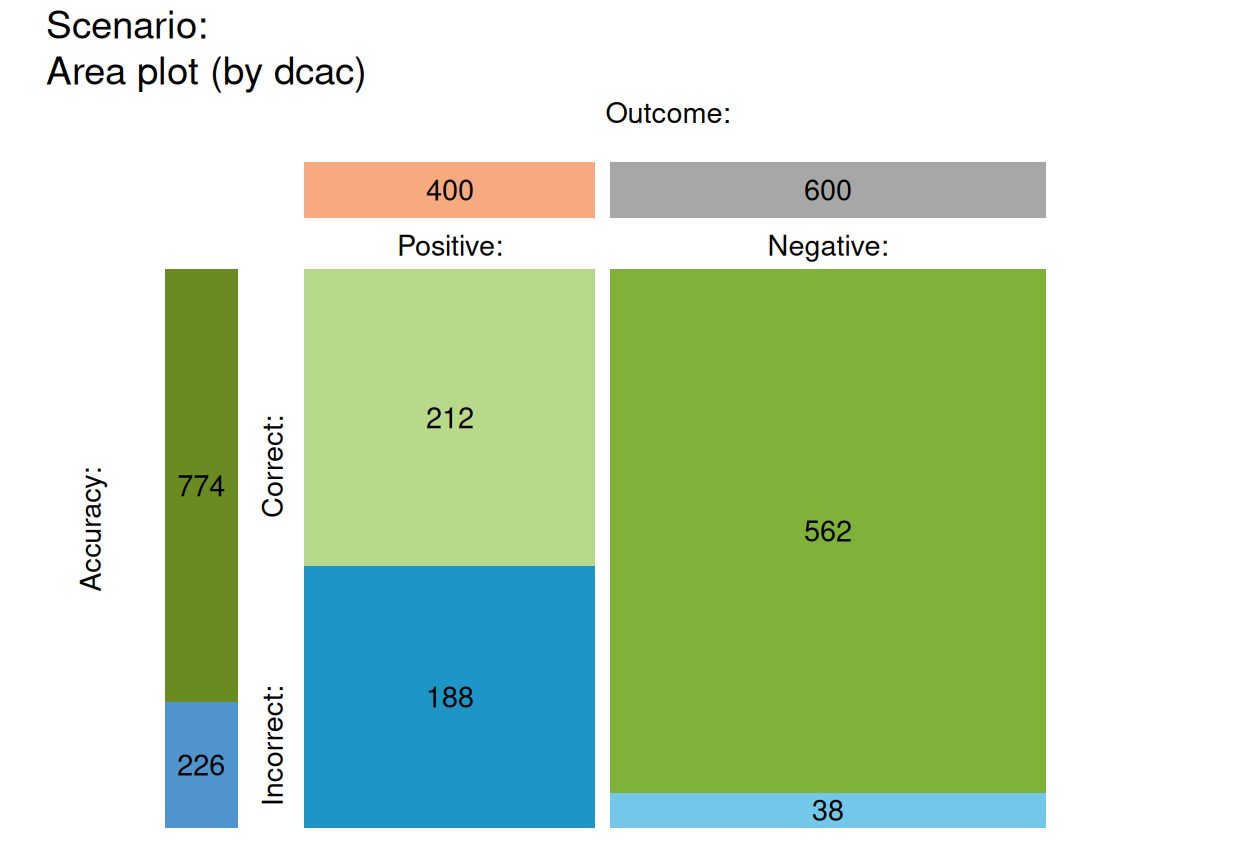 Scenario:
Area plot (by dcac)
Outcome:
400
600
Positive:
Negative:
Accuracy:
774
226
Correct:
Incorrect:
212
562
188
38